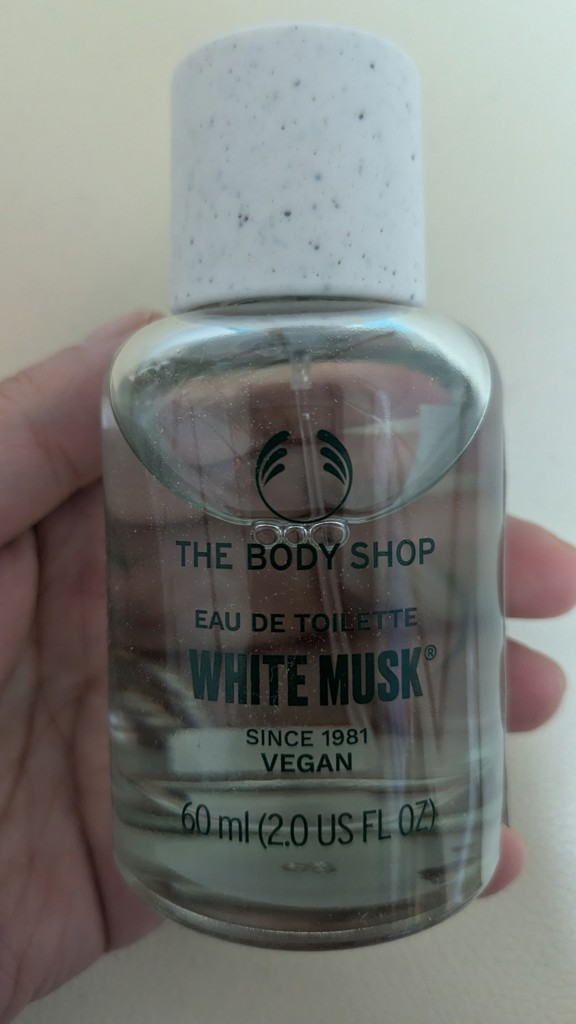 THE BODY SHOP
EAU DE TOILETTE
WHITE MUSK®
SINCE 1981
VEGAN
60 ml (2.0 US FL OZ)